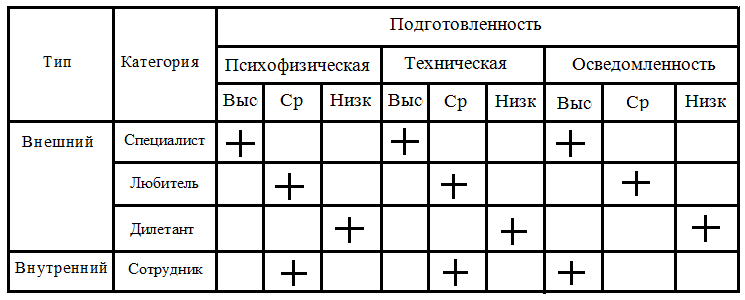 Подготовленность
Тип Категория
Психофизическая Техническая Осведомленность
Выс Ср Низк Выс Ср Низк Выс Ср Низк
Внешний Специалист + + +
Любитель + + +
Дилетант + + +
Внутренний Сотрудник + + +